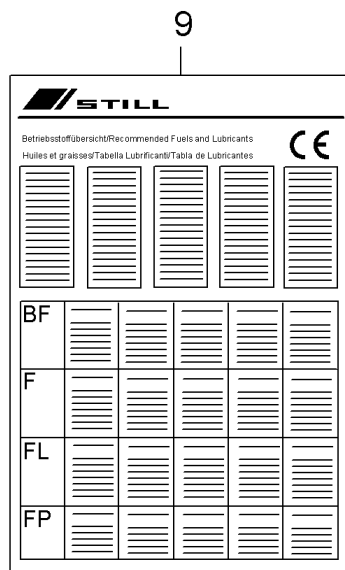 9
STILL
Betriebsstoffübersicht/Recommended Fuels and Lubricants
Huiles et graisses/Tabella Lubrificanti/Tabla de Lubricantes
CE
BF
F
FL
FP